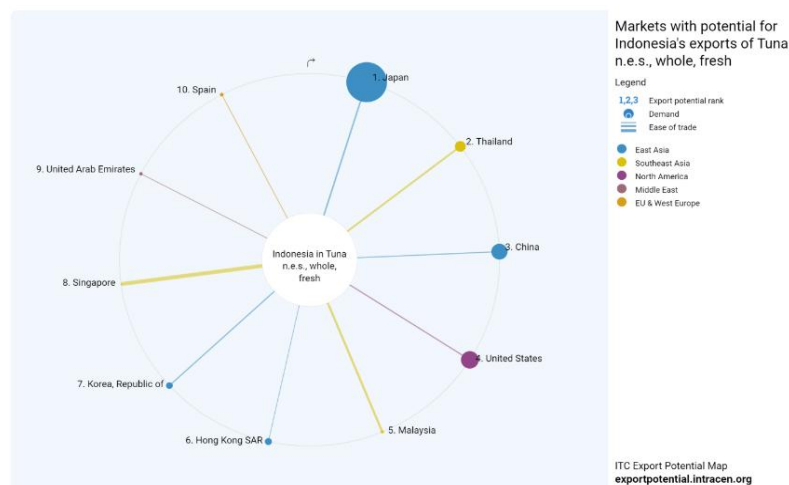 Markets with potential for
Indonesia's exports of Tuna
n.e.s., whole, fresh
Legend
1,2,3 Export potential rank
Demand
Ease of trade
East Asia
Southeast Asia
North America
Middle East
EU & West Europe
1. Japan
2. Thailand
3. China
4. United States
5. Malaysia
6. Hong Kong SAR
7. Korea, Republic of
8. Singapore
9. United Arab Emirates
10. Spain
Indonesia in Tuna
n.e.s., whole,
fresh
ITC Export Potential Map
exportpotential.intracen.org